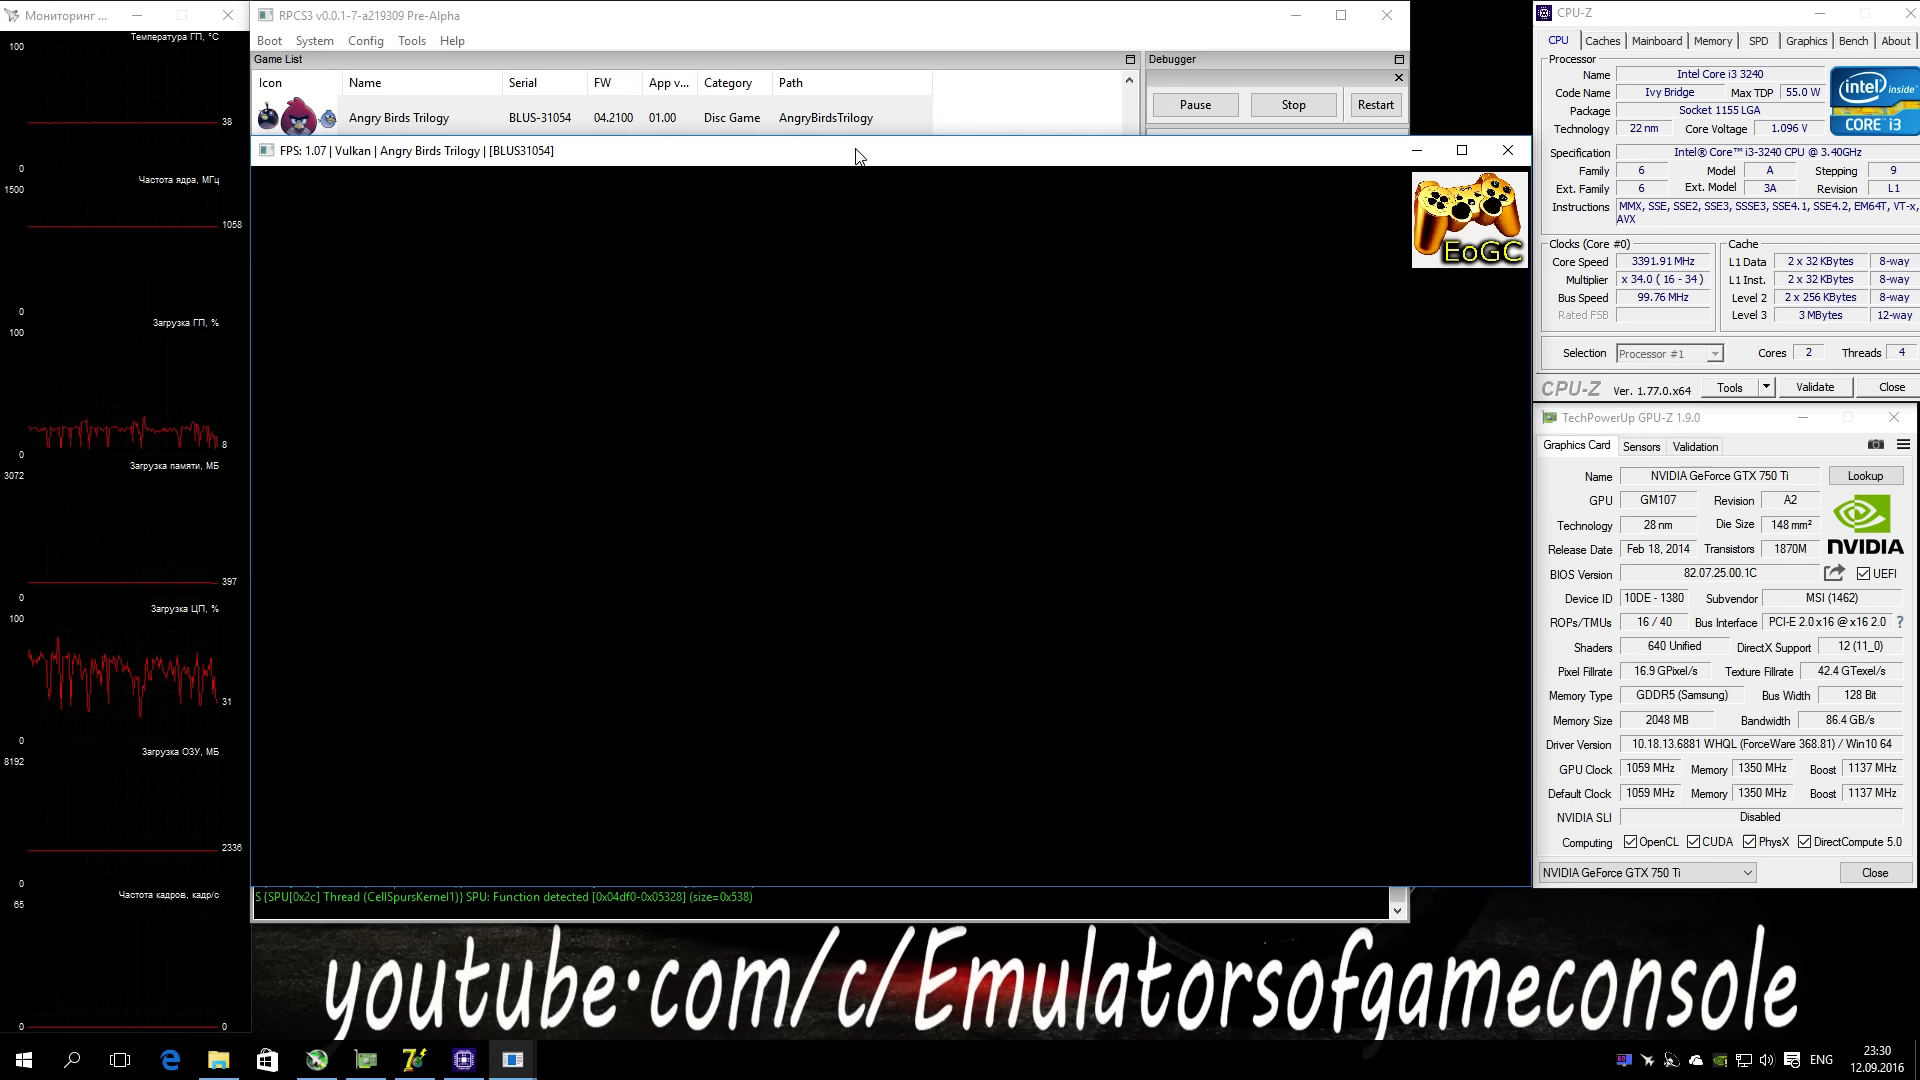 Мониторинг ...
Температура ГП, °C
100
38
0
Частота ядра, МГц
1500
1058
0
Загрузка ГП, %
100
8
0
Загрузка памяти, МБ
3072
397
0
Загрузка ЦП, %
100
31
0
Загрузка ОЗУ, МБ
8192
2336
0
Частота кадров, кадр/с
65
0
0
RPCS3 v0.0.1-7-a219309 Pre-Alpha
Boot System Config Tools Help
Game List
Icon Name Serial FW App v... Category Path
Angry Birds Trilogy BLUS-31054 04.2100 01.00 Disc Game AngryBirdsTrilogy
Debugger
Pause Stop Restart
FPS: 1.07 | Vulkan | Angry Birds Trilogy | [BLUS31054]
EoGC
S {SPU[0x2c] Thread (CellSpursKernel1)} SPU: Function detected [0x04df0-0x05328] (size=0x538)
youtube.com/c/Emulatorsofgameconsole
CPU-Z
CPU Caches Mainboard Memory SPD Graphics Bench About
Processor
Name Intel Core i3 3240
Code Name Ivy Bridge Max TDP 55.0 W
Package Socket 1155 LGA
Technology 22 nm Core Voltage 1.096 V
intel inside™
CORE™ i3
Specification Intel® Core™ i3-3240 CPU @ 3.40GHz
Family 6 Model A Stepping 9
Ext. Family 6 Ext. Model 3A Revision L1
Instructions MMX, SSE, SSE2, SSE3, SSSE3, SSE4.1, SSE4.2, EM64T, VT-x,
AVX
Clocks (Core #0)
Core Speed 3391.91 MHz
Multiplier x 34.0 ( 16 - 34 )
Bus Speed 99.76 MHz
Rated FSB
Cache
L1 Data 2 x 32 KBytes 8-way
L1 Inst. 2 x 32 KBytes 8-way
Level 2 2 x 256 KBytes 8-way
Level 3 3 MBytes 12-way
Selection Processor #1 Cores 2 Threads 4
CPU-Z Ver. 1.77.0.x64 Tools Validate Close
TechPowerUp GPU-Z 1.9.0
Graphics Card Sensors Validation
Name NVIDIA GeForce GTX 750 Ti Lookup
GPU GM107 Revision A2
Technology 28 nm Die Size 148 mm²
Release Date Feb 18, 2014 Transistors 1870M
NVIDIA
BIOS Version 82.07.25.00.1C UEFI
Device ID 10DE - 1380 Subvendor MSI (1462)
ROPs/TMUs 16 / 40 Bus Interface PCI-E 2.0 x16 @ x16 2.0 ?
Shaders 640 Unified DirectX Support 12 (11_0)
Pixel Fillrate 16.9 GPixel/s Texture Fillrate 42.4 GTexel/s
Memory Type GDDR5 (Samsung) Bus Width 128 Bit
Memory Size 2048 MB Bandwidth 86.4 GB/s
Driver Version 10.18.13.6881 WHQL (ForceWare 368.81) / Win10 64
GPU Clock 1059 MHz Memory 1350 MHz Boost 1137 MHz
Default Clock 1059 MHz Memory 1350 MHz Boost 1137 MHz
NVIDIA SLI Disabled
Computing OpenCL CUDA PhysX DirectCompute 5.0
NVIDIA GeForce GTX 750 Ti Close
ENG
23:30
12.09.2016